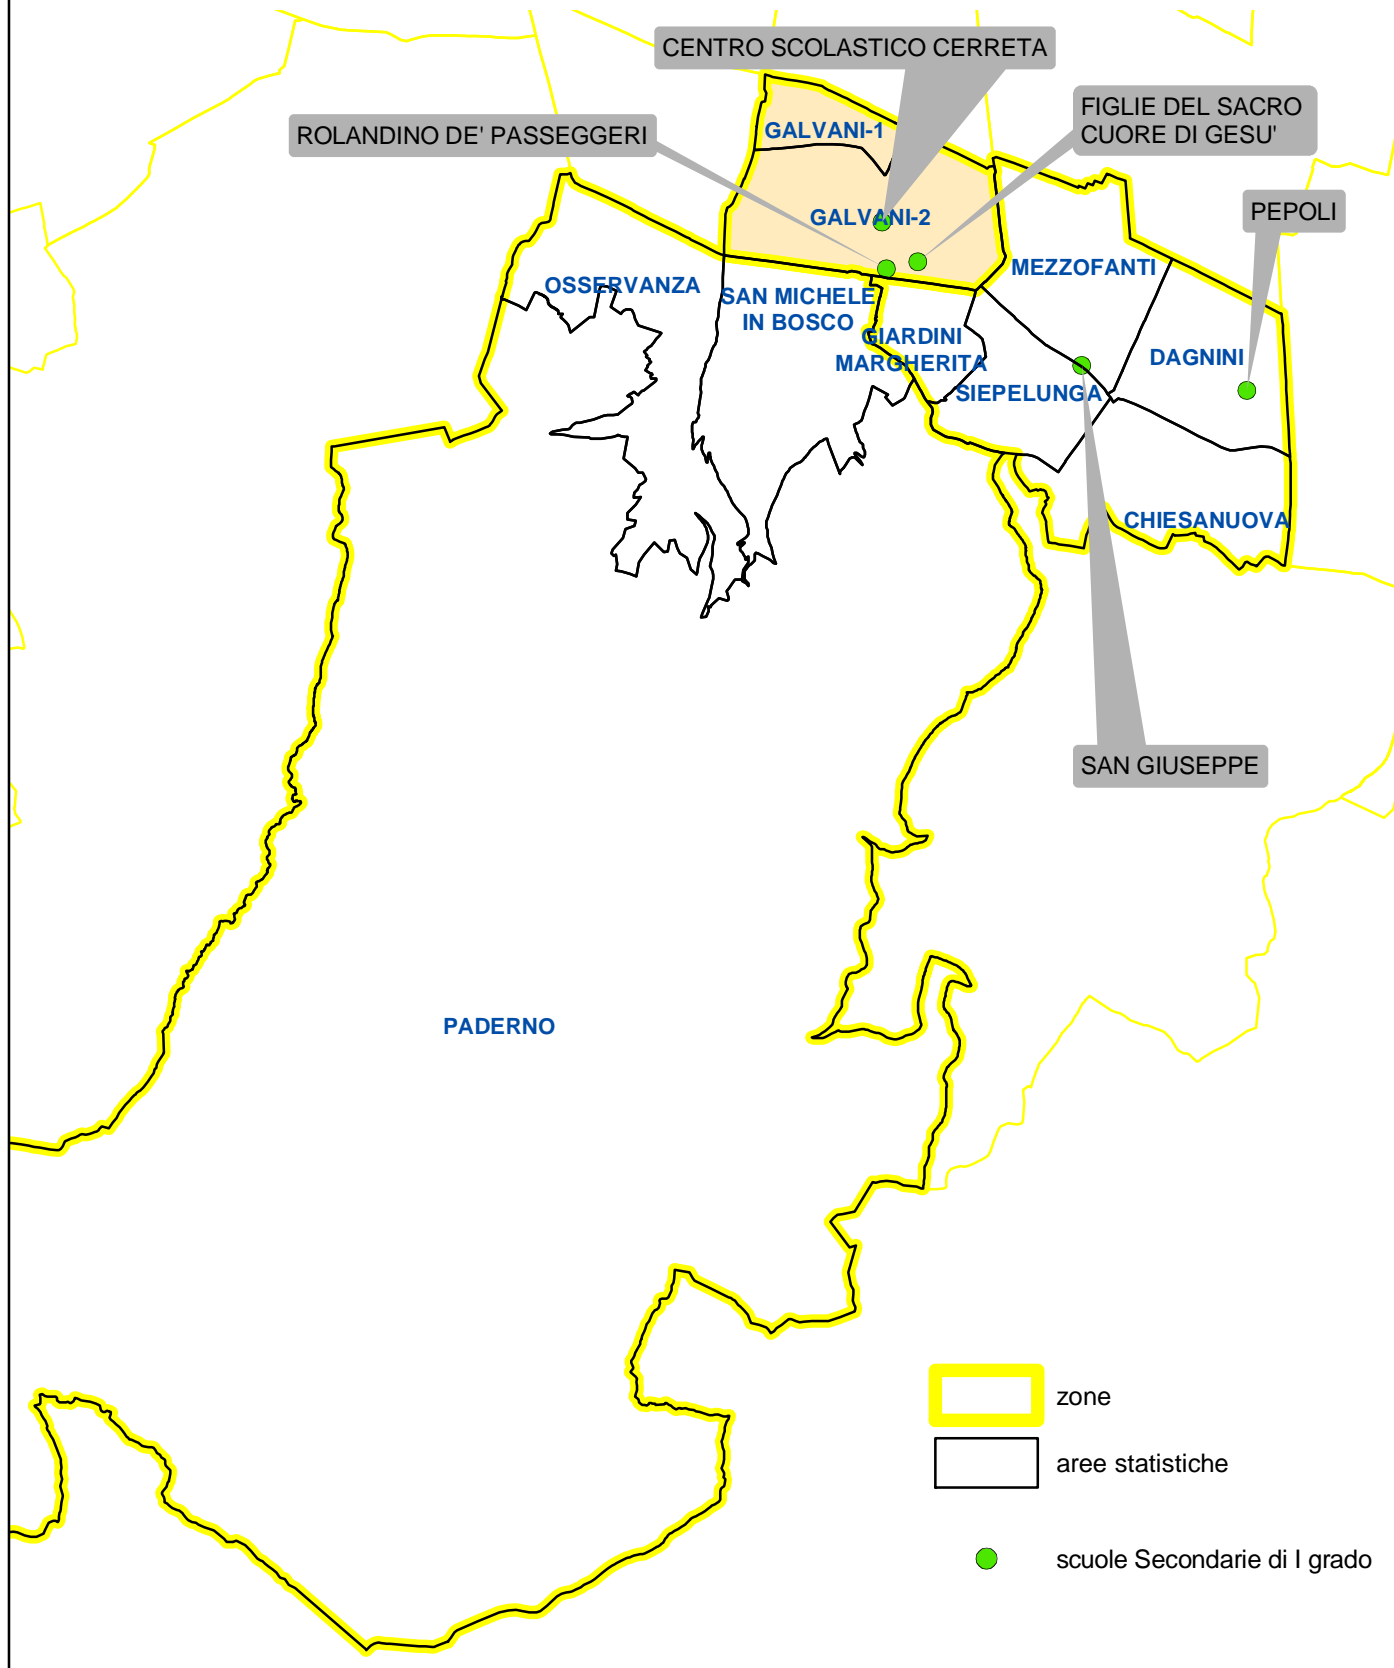 CENTRO SCOLASTICO CERRETA
FIGLIE DEL SACRO
CUORE DI GESU'
ROLANDINO DE' PASSEGGERI
GALVANI-1
PEPOLI
GALVANI-2
MEZZOFANTI
OSSERVANZA
SAN MICHELE
IN BOSCO
GIARDINI
MARGHERITA
DAGNINI
SIEPELUNGA
CHIESANUOVA
SAN GIUSEPPE
PADERNO
zone
aree statistiche
scuole Secondarie di I grado